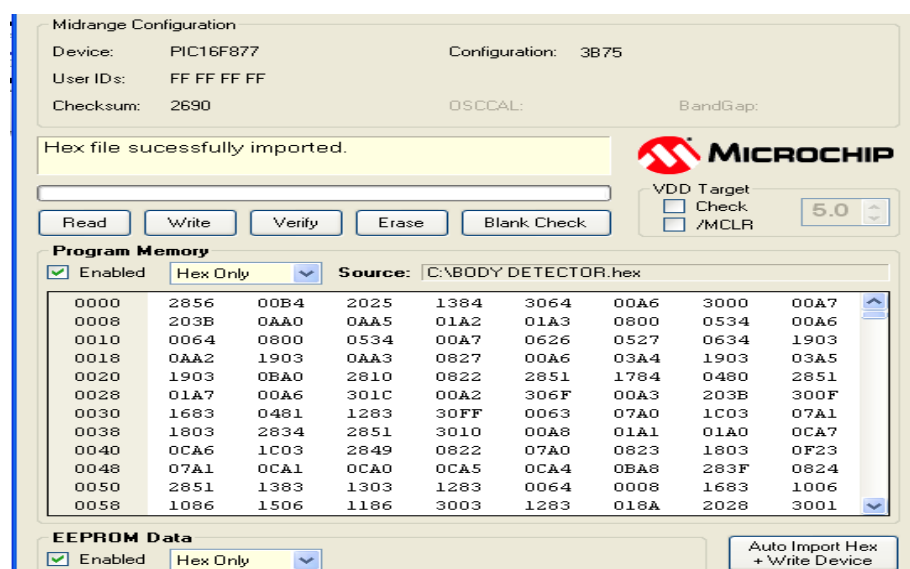 Midrange Configuration
Device: PIC16F877 Configuration: 3B75
User IDs: FF FF FF FF
Checksum: 2690 OSCCAL: BandGap:
Hex file sucessfully imported.
MICROCHIP
VDD Target
Check
/MCLR
5.0
Read Write Verify Erase Blank Check
Program Memory
Enabled Hex Only Source: C:\BODY DETECTOR.hex
0000 2856 00B4 2025 1384 3064 00A6 3000 00A7
0008 203B 0AA0 0AA5 01A2 01A3 0800 0534 00A6
0010 0064 0800 0534 00A7 0626 0527 0634 1903
0018 0AA2 1903 0AA3 0827 00A6 03A4 1903 03A5
0020 1903 0BA0 2810 0822 2851 1784 0480 2851
0028 01A7 00A6 301C 00A2 306F 00A3 203B 300F
0030 1683 0481 1283 30FF 0063 07A0 1C03 07A1
0038 1803 2834 2851 3010 00A8 01A1 01A0 0CA7
0040 0CA6 1C03 2849 0822 07A0 0823 1803 0F23
0048 07A1 0CA1 0CA0 0CA5 0CA4 0BA8 283F 0824
0050 2851 1383 1303 1283 0064 0008 1683 1006
0058 1086 1506 1186 3003 1283 018A 2028 3001
EEPROM Data
Enabled Hex Only
Auto Import Hex
+ Write Device